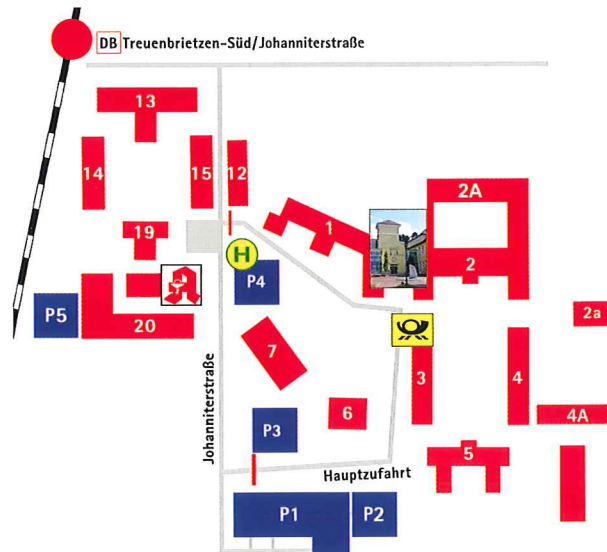 DB Treuenbrietzen-Süd/Johanniterstraße
13
14
15
12
2A
1
19
2
H
P4
P5
20
2a
7
3
4
6
4A
P3
Johanniterstraße
5
Hauptzufahrt
P1
P2